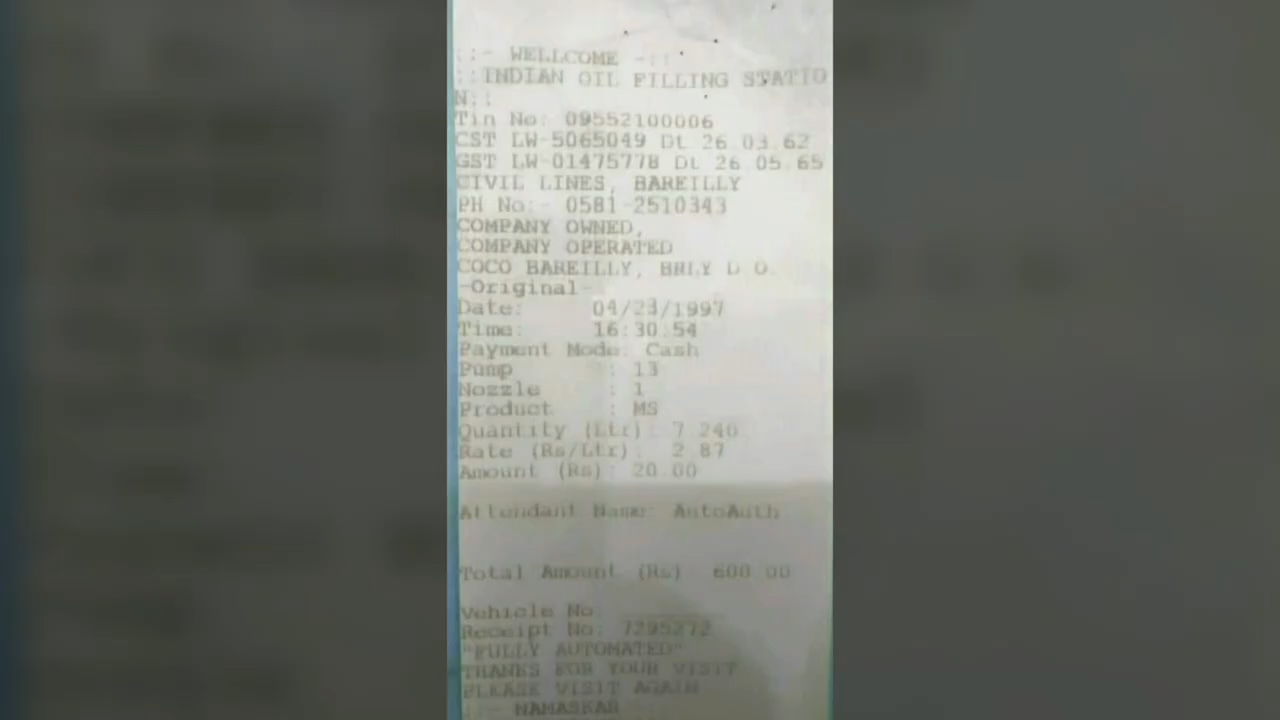 ::- WELLCOME -::
::INDIAN OIL FILLING STATIO
N::
Tin No: 09552100006
CST LW-5065049 Dt 26.03.62
GST LW-01475778 Dt 26.05.65
CIVIL LINES, BAREILLY
PH No:- 0581-2510343
COMPANY OWNED,
COMPANY OPERATED
COCO BAREILLY, BRLY D.O.
-Original-
Date: 04/23/1997
Time: 16:30:54
Payment Mode: Cash
Pump : 13
Nozzle : 1
Product : MS
Quantity (Ltr): 7.246
Rate (Rs/Ltr): 2.87
Amount (Rs): 20.00
Attendant Name: AutoAuth
Total Amount (Rs) 600.00
Vehicle No: ________
Receipt No: 7295272
"FULLY AUTOMATED"
THANKS FOR YOUR VISIT
PLEASE VISIT AGAIN
::- NAMASKAR